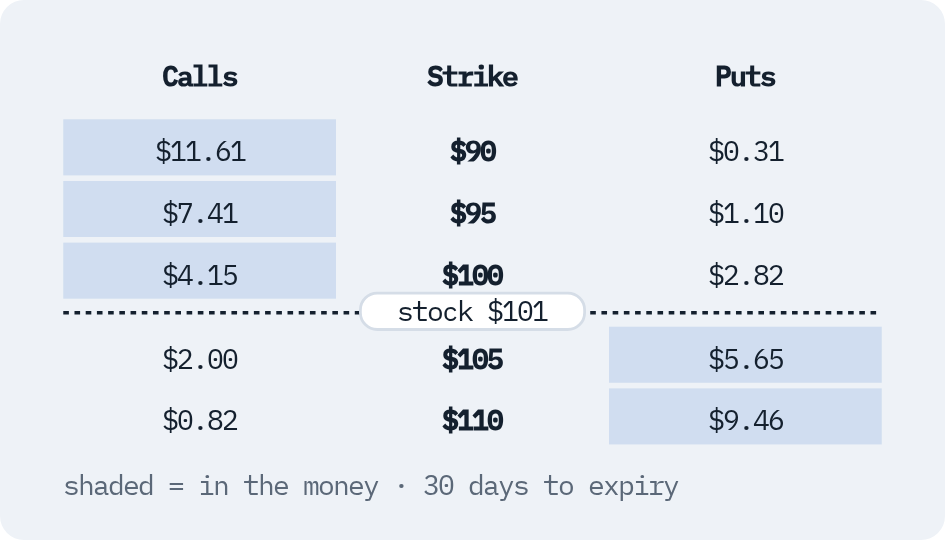 Calls Strike Puts
$11.61 $90 $0.31
$7.41 $95 $1.10
$4.15 $100 $2.82
stock $101
$2.00 $105 $5.65
$0.82 $110 $9.46
shaded = in the money · 30 days to expiry